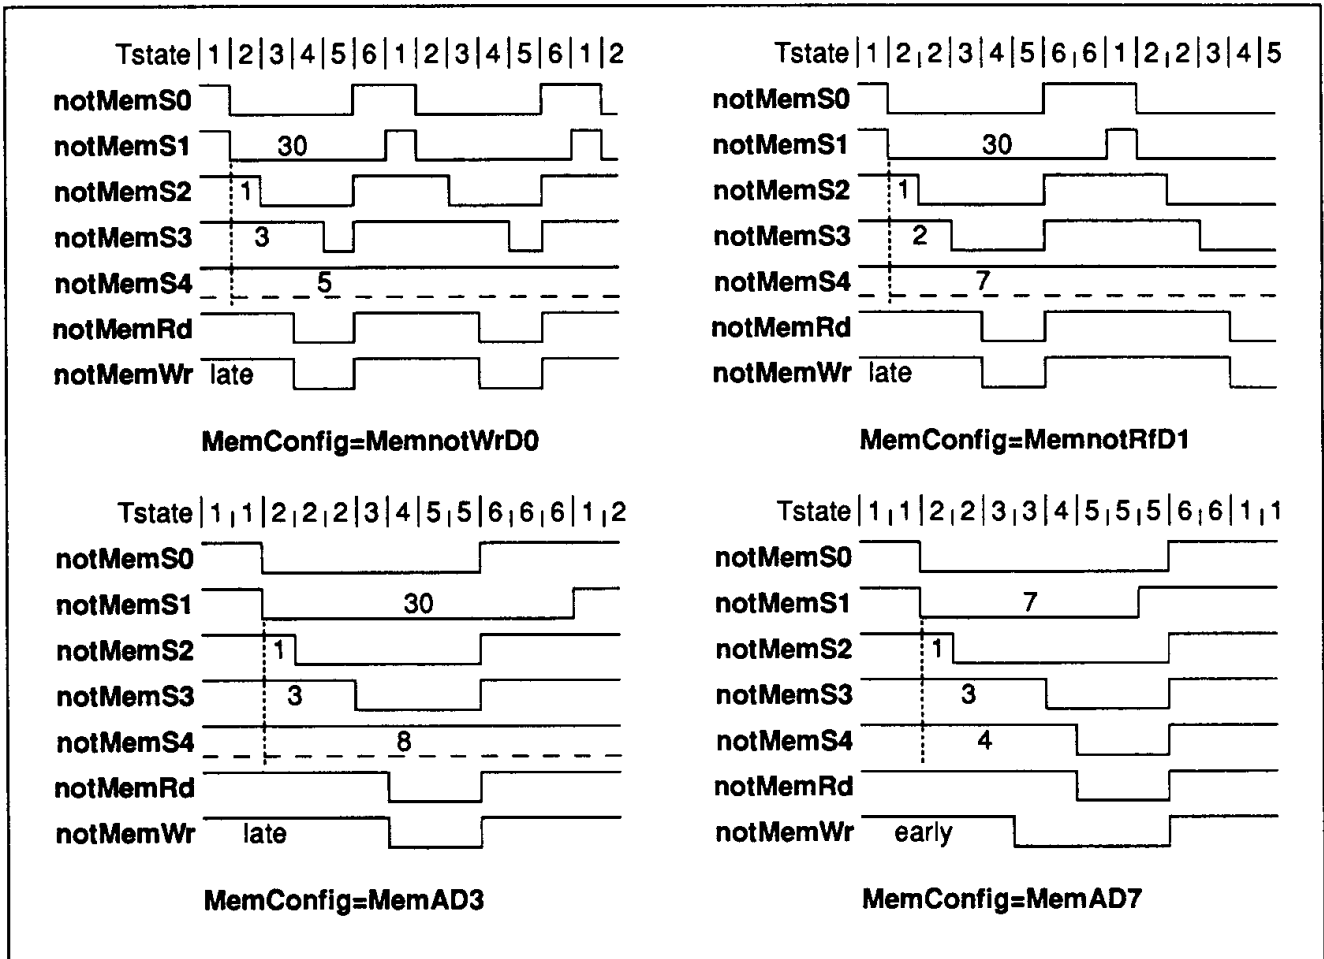 Tstate |1|2|3|4|5|6|1|2|3|4|5|6|1|2
notMemS0
notMemS1 30
notMemS2 1
notMemS3 3
notMemS4 5
notMemRd
notMemWr late
MemConfig=MemnotWrD0
Tstate |1|2|2|3|4|5|6|6|1|2|2|3|4|5
notMemS0
notMemS1 30
notMemS2 1
notMemS3 2
notMemS4 7
notMemRd
notMemWr late
MemConfig=MemnotRfD1
Tstate |1|1|2|2|2|3|4|5|5|6|6|6|1|2
notMemS0
notMemS1 30
notMemS2 1
notMemS3 3
notMemS4 8
notMemRd
notMemWr late
MemConfig=MemAD3
Tstate |1|1|2|2|3|3|4|5|5|5|6|6|1|1
notMemS0
notMemS1 7
notMemS2 1
notMemS3 3
notMemS4 4
notMemRd
notMemWr early
MemConfig=MemAD7